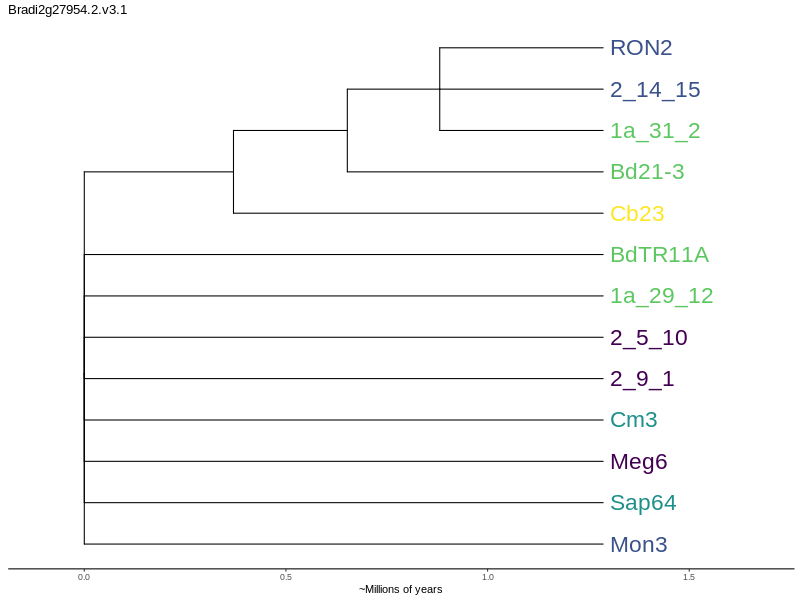 Bradi2g27954.2.v3.1
RON2
2_14_15
1a_31_2
Bd21-3
Cb23
BdTR11A
1a_29_12
2_5_10
2_9_1
Cm3
Meg6
Sap64
Mon3
0.0 0.5 1.0 1.5
~Millions of years